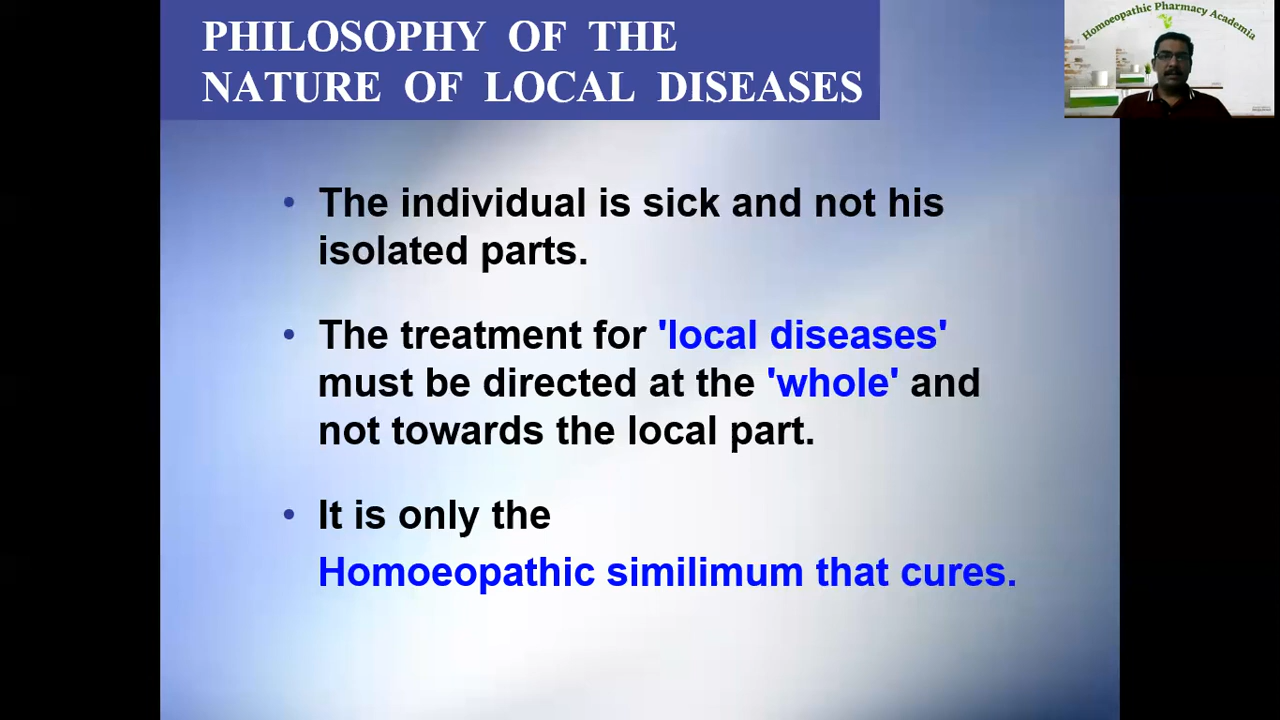 PHILOSOPHY OF THE
NATURE OF LOCAL DISEASES
Homoeopathic Pharmacy Academia
• The individual is sick and not his
isolated parts.
• The treatment for 'local diseases'
must be directed at the 'whole' and
not towards the local part.
• It is only the
Homoeopathic similimum that cures.